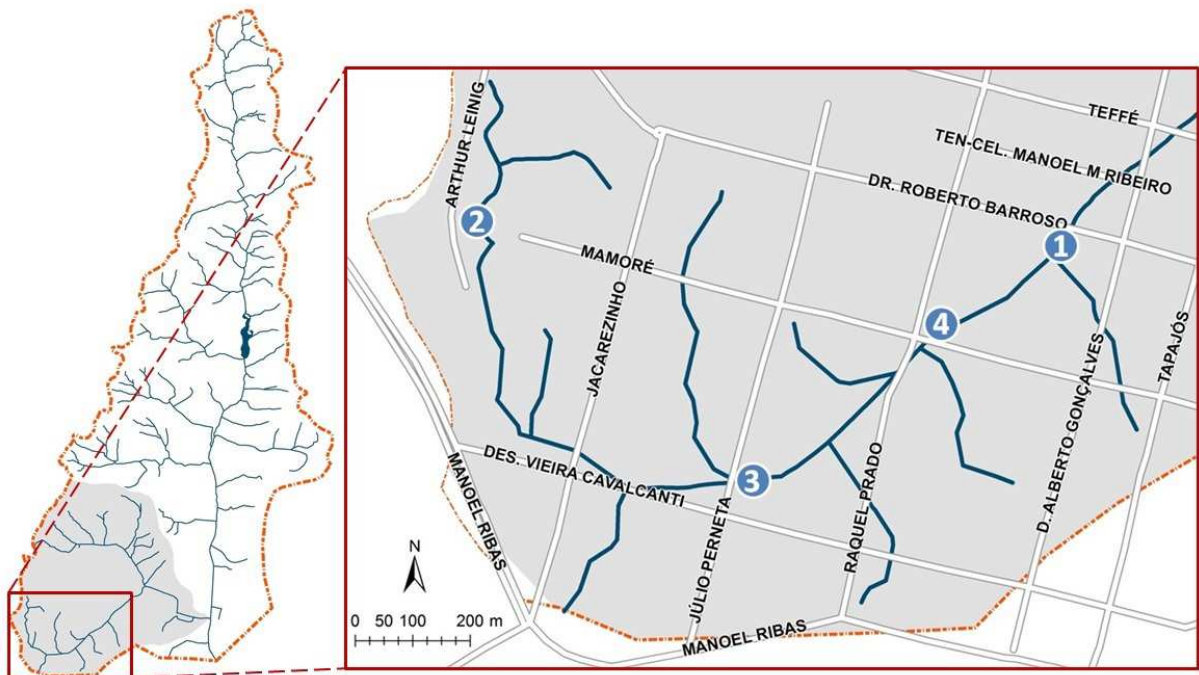 TEFFÉ
TEN-CEL. MANOEL M RIBEIRO
DR. ROBERTO BARROSO
ARTHUR LEINIG
2
1
MAMORÉ
4
JACAREZINHO
D. ALBERTO GONÇALVES
TAPAJÓS
MANOEL RIBAS
DES. VIEIRA CAVALCANTI
3
JÚLIO PERNETA
RAQUEL PRADO
N
0 50 100 200 m
MANOEL RIBAS